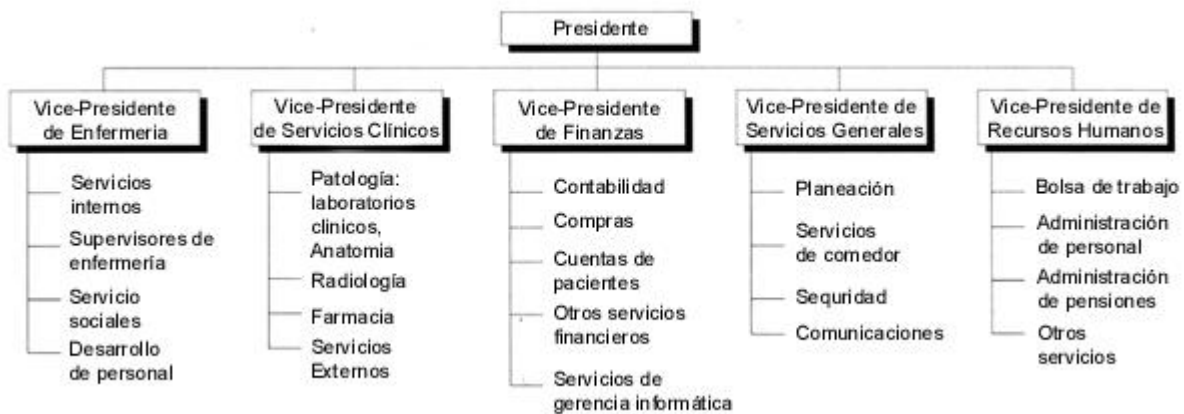 Presidente
Vice-Presidente
de Enfermeria
Servicios
internos
Supervisores de
enfermería
Servicio
sociales
Desarrollo
de personal
Vice-Presidente
de Servicios Clínicos
Patología:
laboratorios
clinicos,
Anatomia
Radiología
Farmacia
Servicios
Externos
Vice-Presidente
de Finanzas
Contabilidad
Compras
Cuentas de
pacientes
Otros servicios
financieros
Servicios de
gerencia informática
Vice-Presidente de
Servicios Generales
Planeación
Servicios
de comedor
Sequridad
Comunicaciones
Vice-Presidente de
Recursos Humanos
Bolsa de trabajo
Administración
de personal
Administración
de pensiones
Otros
servicios